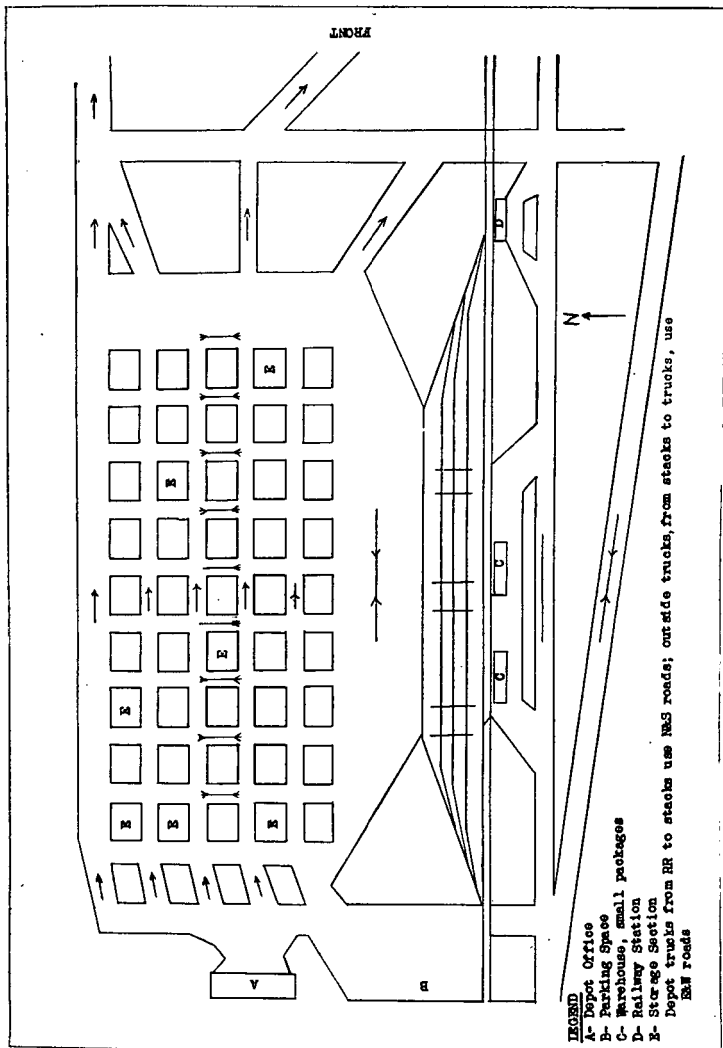 FRONT
E
E
E
E
E
E
E
E
A
B
C
C
D
N
LEGEND
A- Depot Office
B- Parking Space
C- Warehouse, small packages
D- Railway Station
E- Storage Section
Depot trucks from RR to stacks use N&S roads; outside trucks, from stacks to trucks, use
E&W roads